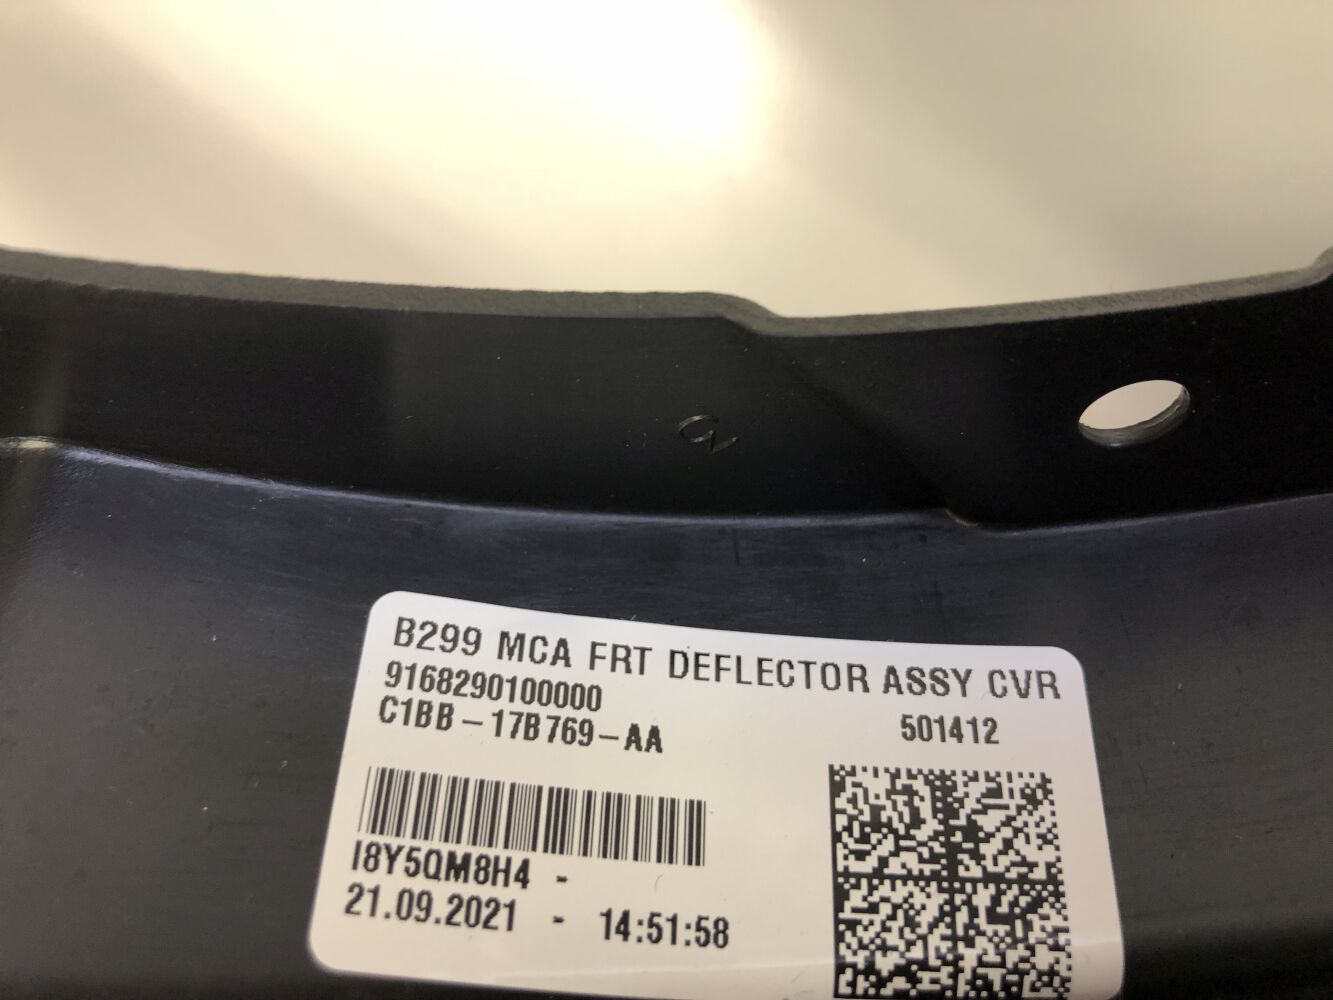 B299 MCA FRT DEFLECTOR ASSY CVR
9168290100000
C1BB-17B769-AA
501412
I8Y5QM8H4 -
21.09.2021 - 14:51:58